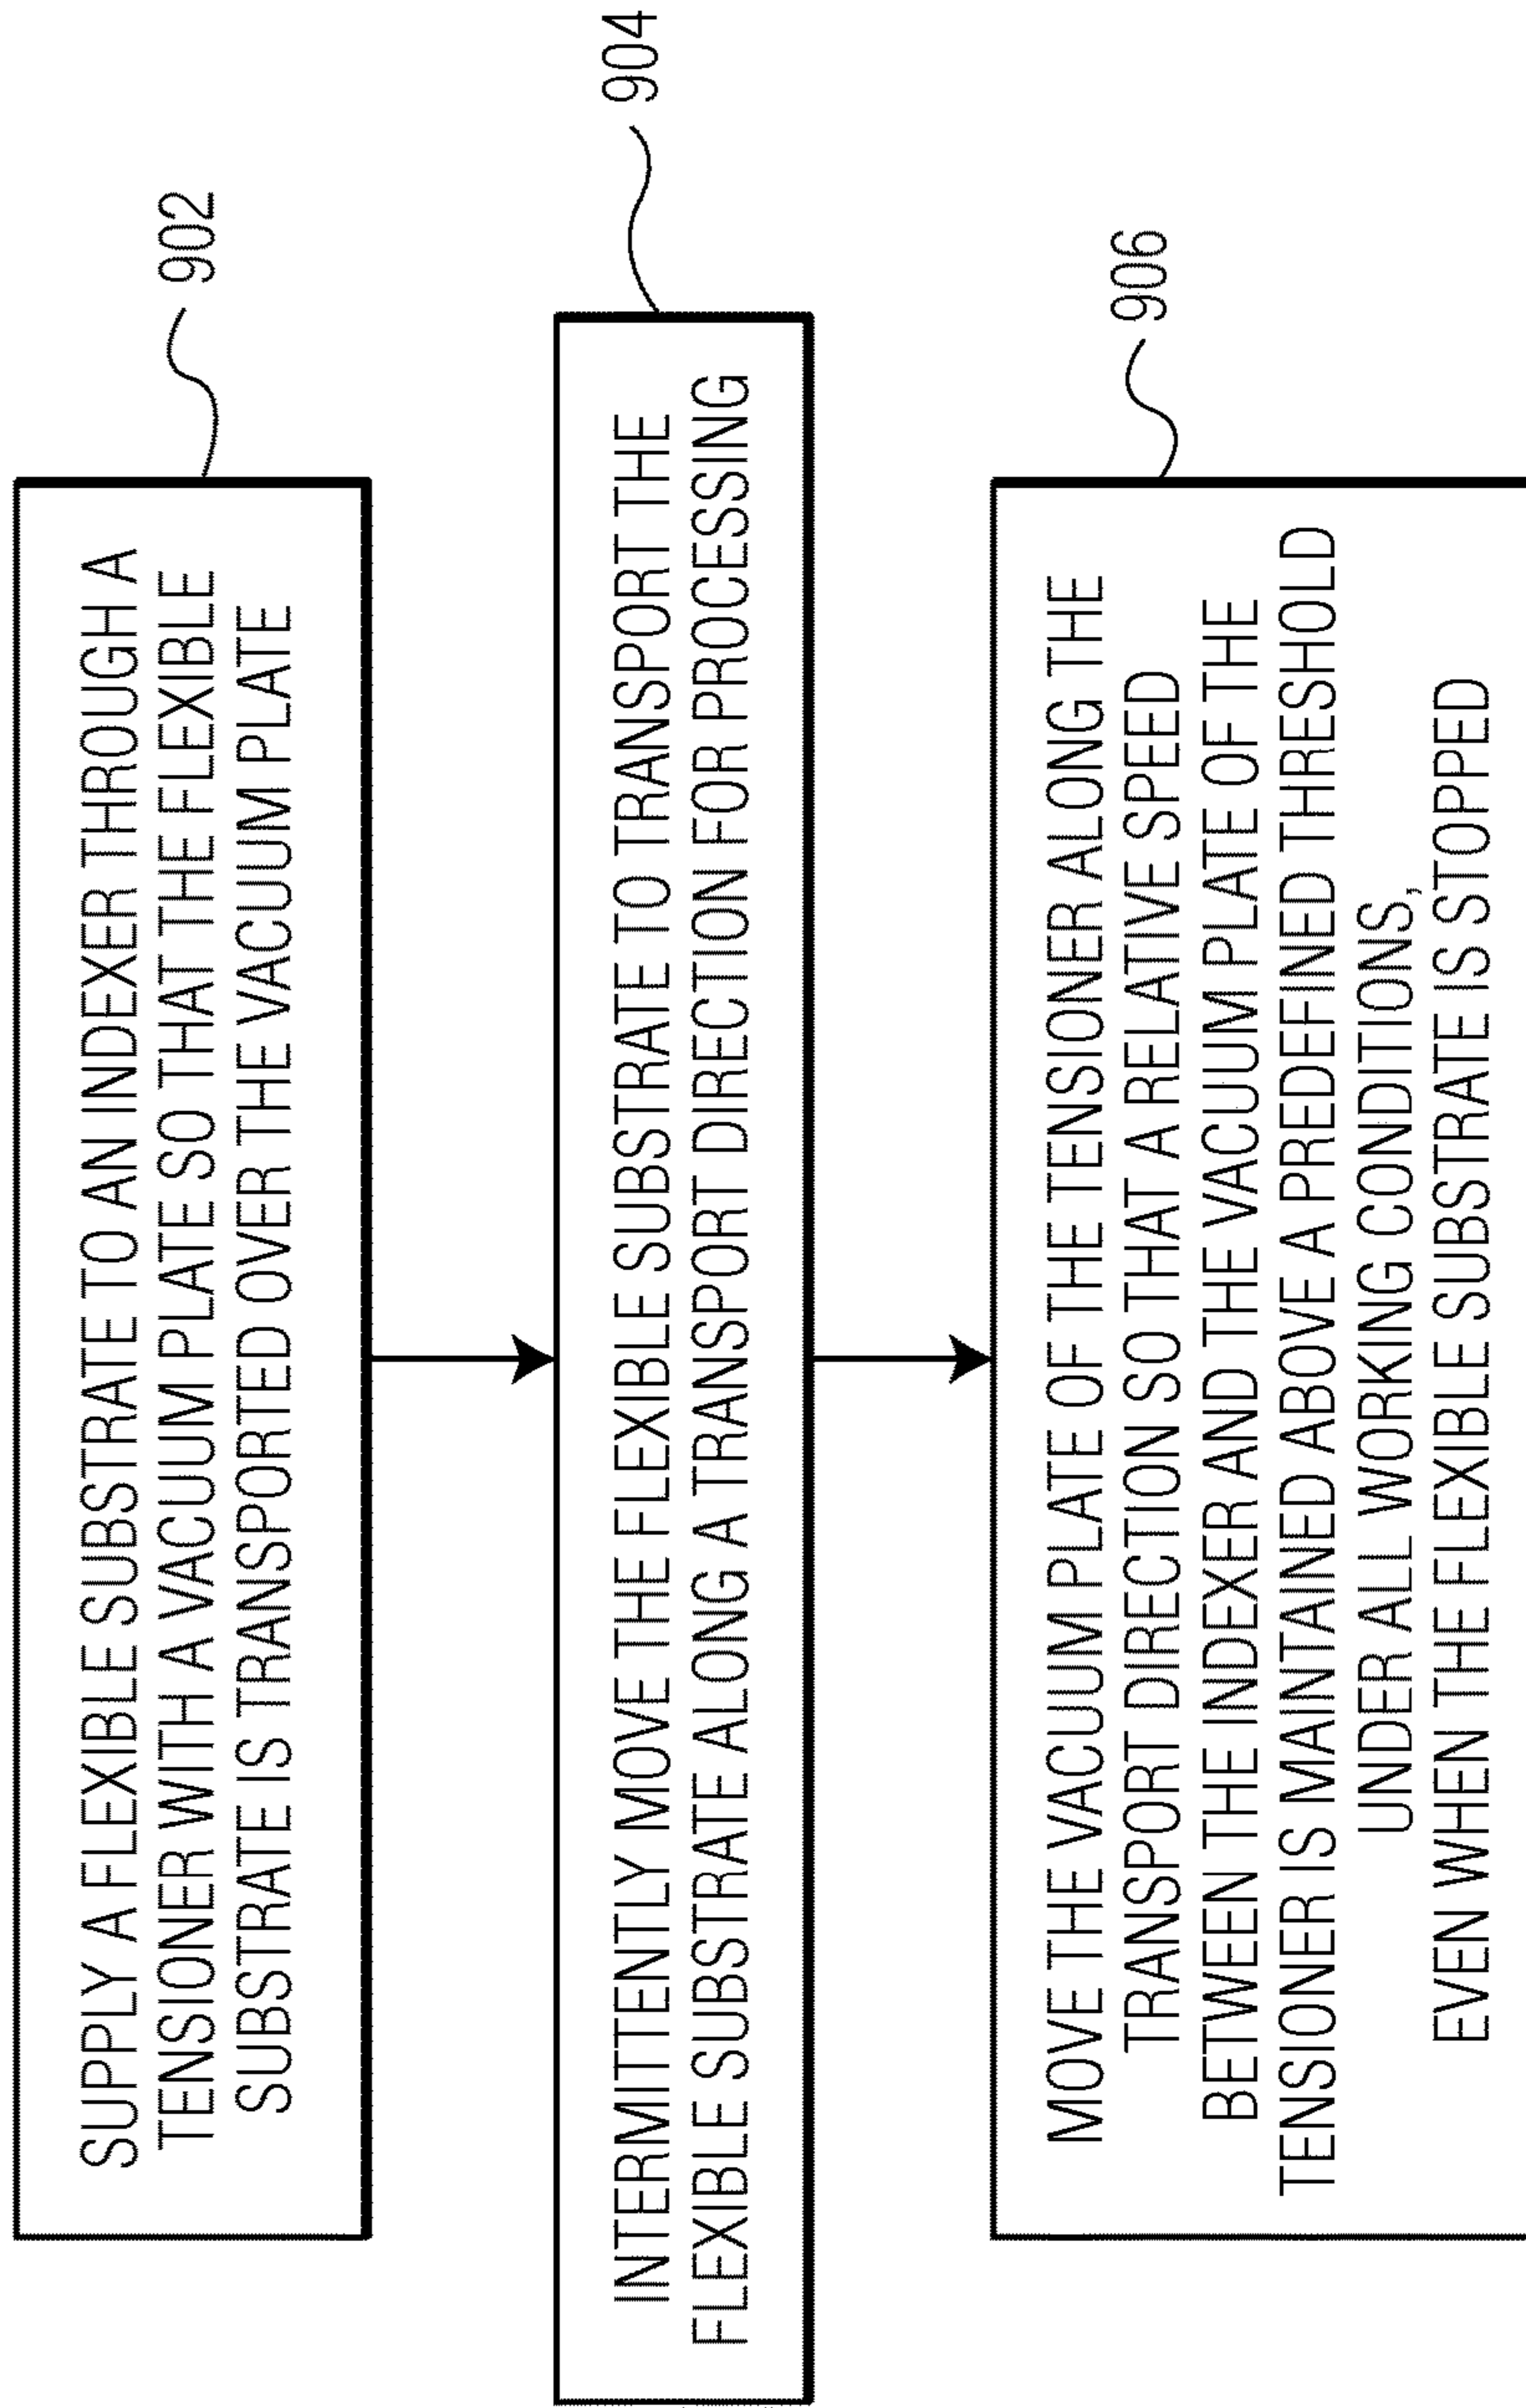 SUPPLY A FLEXIBLE SUBSTRATE TO AN INDEXER THROUGH A
TENSIONER WITH A VACUUM PLATE SO THAT THE FLEXIBLE
SUBSTRATE IS TRANSPORTED OVER THE VACUUM PLATE
902
INTERMITTENTLY MOVE THE FLEXIBLE SUBSTRATE TO TRANSPORT THE
FLEXIBLE SUBSTRATE ALONG A TRANSPORT DIRECTION FOR PROCESSING
904
MOVE THE VACUUM PLATE OF THE TENSIONER ALONG THE
TRANSPORT DIRECTION SO THAT A RELATIVE SPEED
BETWEEN THE INDEXER AND THE VACUUM PLATE OF THE
TENSIONER IS MAINTAINED ABOVE A PREDEFINED THRESHOLD
UNDER ALL WORKING CONDITIONS,
EVEN WHEN THE FLEXIBLE SUBSTRATE IS STOPPED
906